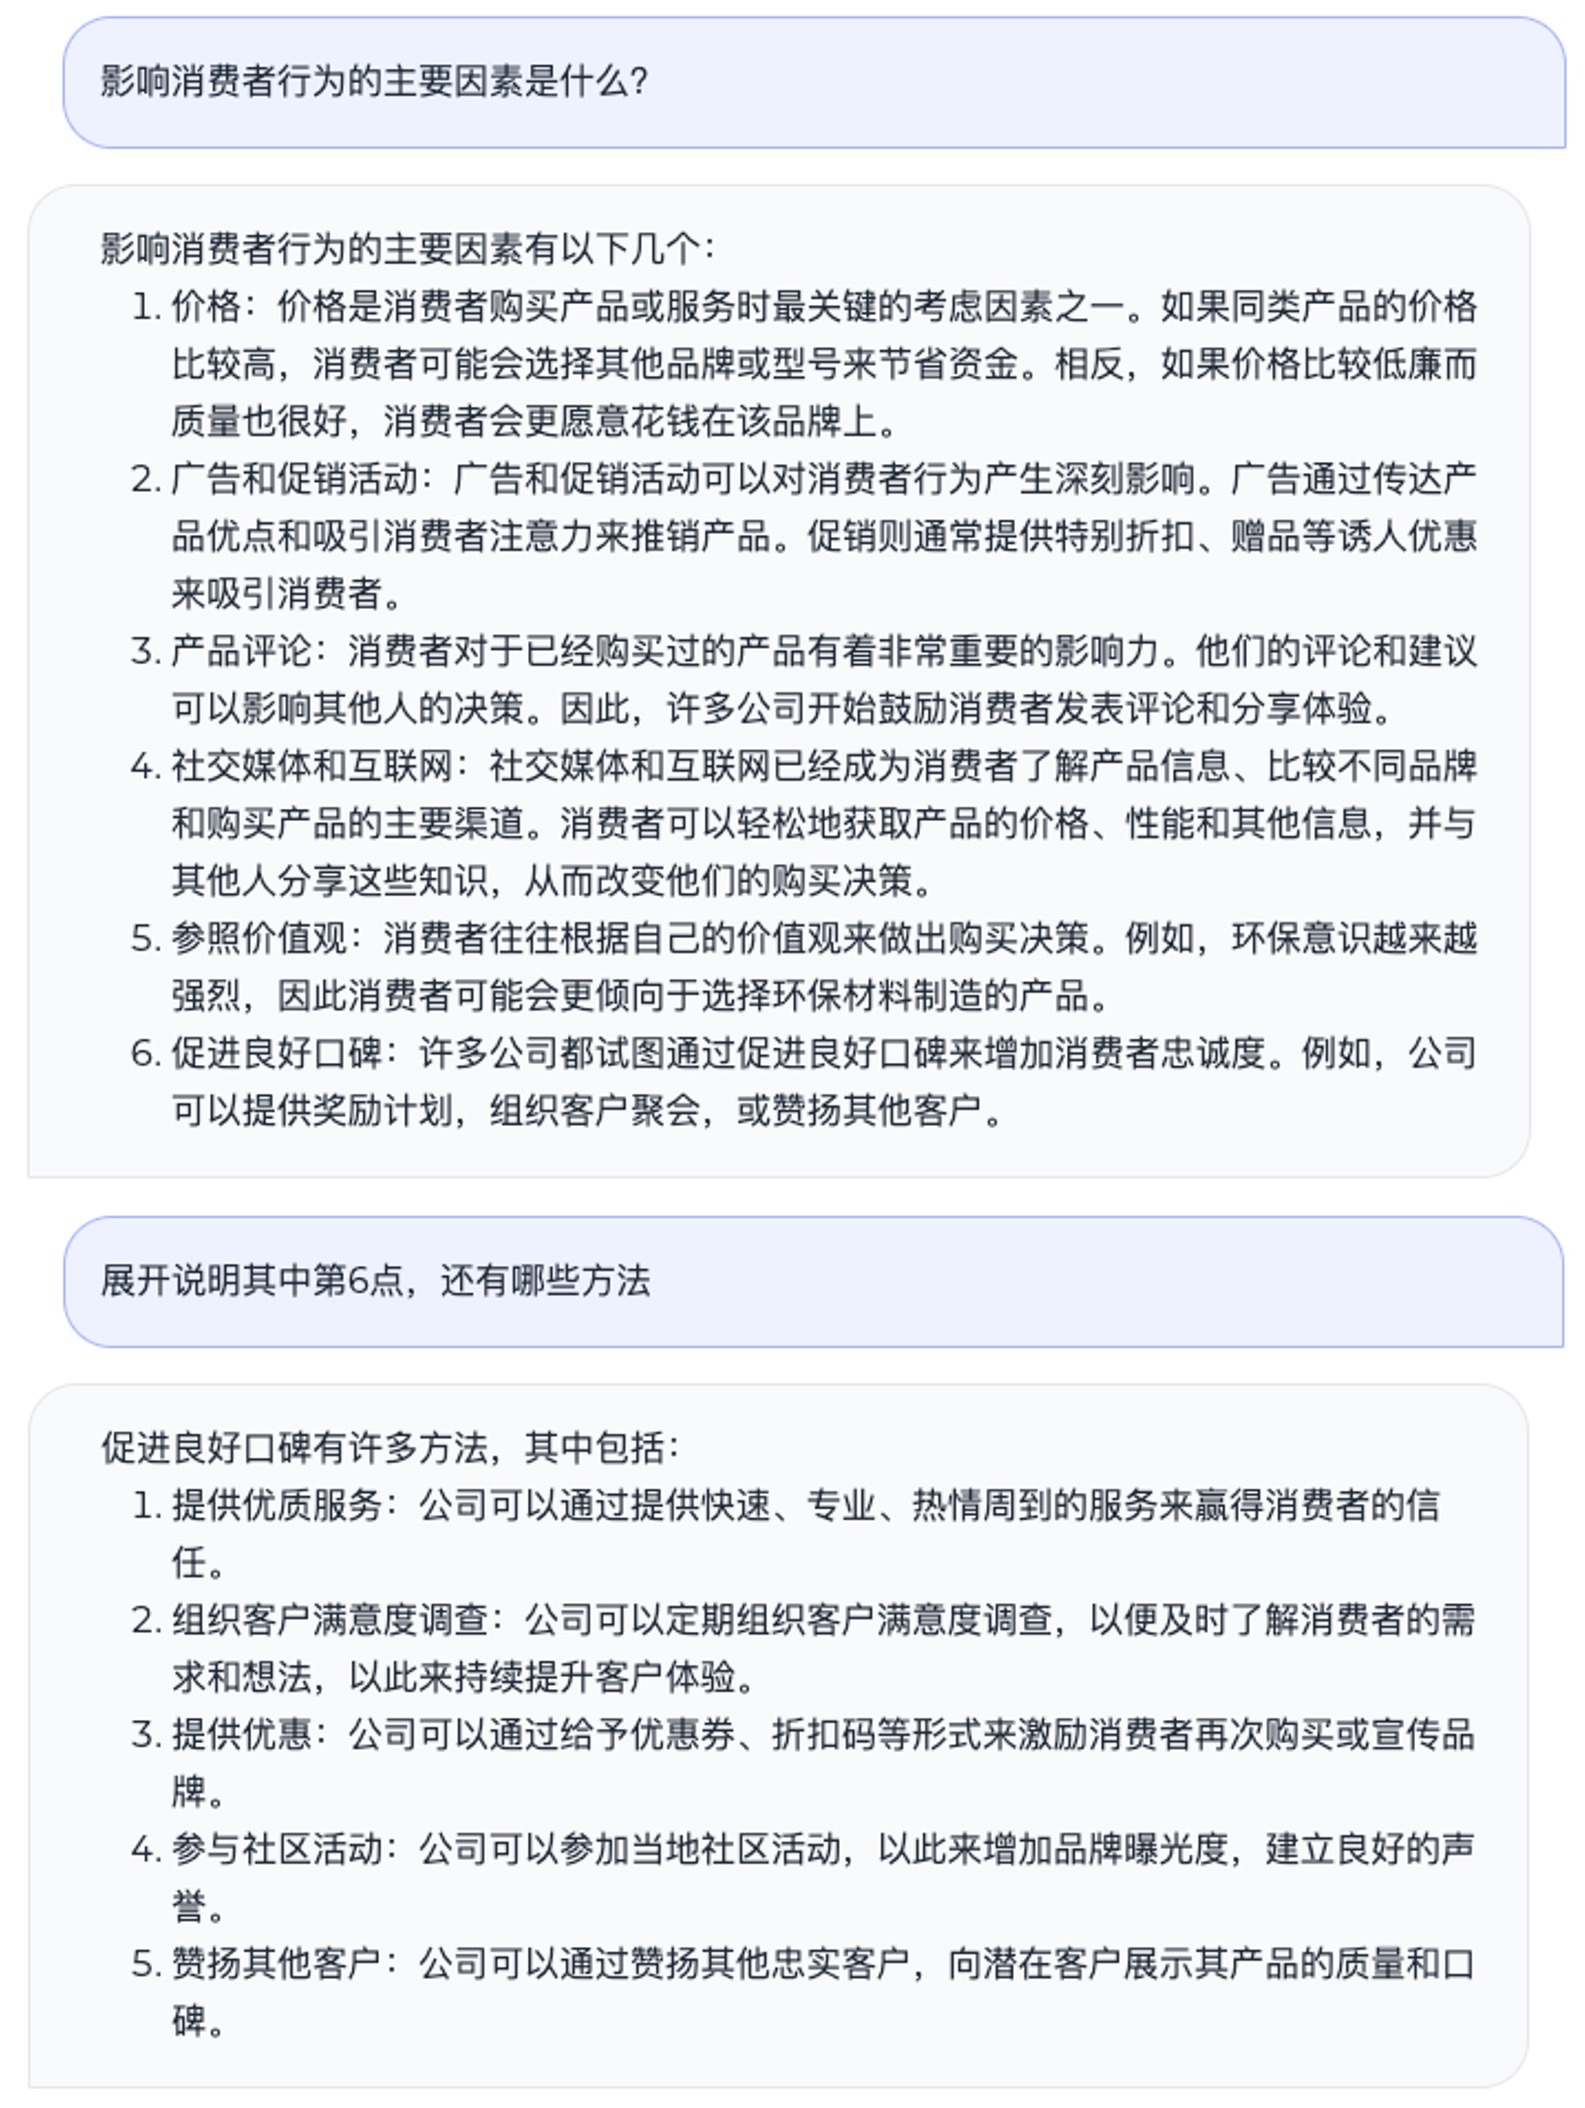 影响消费者行为的主要因素是什么?
影响消费者行为的主要因素有以下几个：
1. 价格：价格是消费者购买产品或服务时最关键的考虑因素之一。如果同类产品的价格
比较高，消费者可能会选择其他品牌或型号来节省资金。相反，如果价格比较低廉而
质量也很好，消费者会更愿意花钱在该品牌上。
2. 广告和促销活动：广告和促销活动可以对消费者行为产生深刻影响。广告通过传达产
品优点和吸引消费者注意力来推销产品。促销则通常提供特别折扣、赠品等诱人优惠
来吸引消费者。
3. 产品评论：消费者对于已经购买过的产品有着非常重要的影响力。他们的评论和建议
可以影响其他人的决策。因此，许多公司开始鼓励消费者发表评论和分享体验。
4. 社交媒体和互联网：社交媒体和互联网已经成为消费者了解产品信息、比较不同品牌
和购买产品的主要渠道。消费者可以轻松地获取产品的价格、性能和其他信息，并与
其他人分享这些知识，从而改变他们的购买决策。
5. 参照价值观：消费者往往根据自己的价值观来做出购买决策。例如，环保意识越来越
强烈，因此消费者可能会更倾向于选择环保材料制造的产品。
6. 促进良好口碑：许多公司都试图通过促进良好口碑来增加消费者忠诚度。例如，公司
可以提供奖励计划，组织客户聚会，或赞扬其他客户。
展开说明其中第6点，还有哪些方法
促进良好口碑有许多方法，其中包括：
1. 提供优质服务：公司可以通过提供快速、专业、热情周到的服务来赢得消费者的信
任。
2. 组织客户满意度调查：公司可以定期组织客户满意度调查，以便及时了解消费者的需
求和想法，以此来持续提升客户体验。
3. 提供优惠：公司可以通过给予优惠券、折扣码等形式来激励消费者再次购买或宣传品
牌。
4. 参与社区活动：公司可以参加当地社区活动，以此来增加品牌曝光度，建立良好的声
誉。
5. 赞扬其他客户：公司可以通过赞扬其他忠实客户，向潜在客户展示其产品的质量和口
碑。